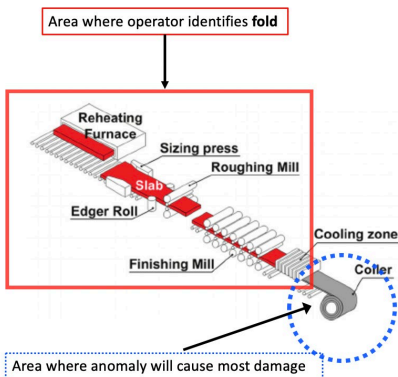 Area where operator identifies fold
Reheating
Furnace
Sizing press
Roughing Mill
Slab
Edger Roll
Cooling zone
Finishing Mill
Coiler
Area where anomaly will cause most damage